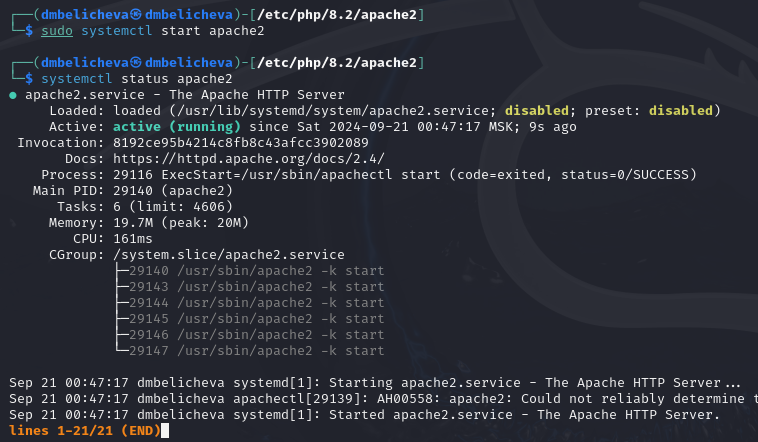 ┌──(dmbelicheva㉿dmbelicheva)-[/etc/php/8.2/apache2]
└─$ sudo systemctl start apache2
┌──(dmbelicheva㉿dmbelicheva)-[/etc/php/8.2/apache2]
└─$ systemctl status apache2
● apache2.service - The Apache HTTP Server
Loaded: loaded (/usr/lib/systemd/system/apache2.service; disabled; preset: disabled)
Active: active (running) since Sat 2024-09-21 00:47:17 MSK; 9s ago
Invocation: 8192ce95b4214c8fb8c43afcc3902089
Docs: https://httpd.apache.org/docs/2.4/
Process: 29116 ExecStart=/usr/sbin/apachectl start (code=exited, status=0/SUCCESS)
Main PID: 29140 (apache2)
Tasks: 6 (limit: 4606)
Memory: 19.7M (peak: 20M)
CPU: 161ms
CGroup: /system.slice/apache2.service
├─29140 /usr/sbin/apache2 -k start
├─29143 /usr/sbin/apache2 -k start
├─29144 /usr/sbin/apache2 -k start
├─29145 /usr/sbin/apache2 -k start
├─29146 /usr/sbin/apache2 -k start
└─29147 /usr/sbin/apache2 -k start
Sep 21 00:47:17 dmbelicheva systemd[1]: Starting apache2.service - The Apache HTTP Server...
Sep 21 00:47:17 dmbelicheva apachectl[29139]: AH00558: apache2: Could not reliably determine t
Sep 21 00:47:17 dmbelicheva systemd[1]: Started apache2.service - The Apache HTTP Server.
lines 1-21/21 (END)